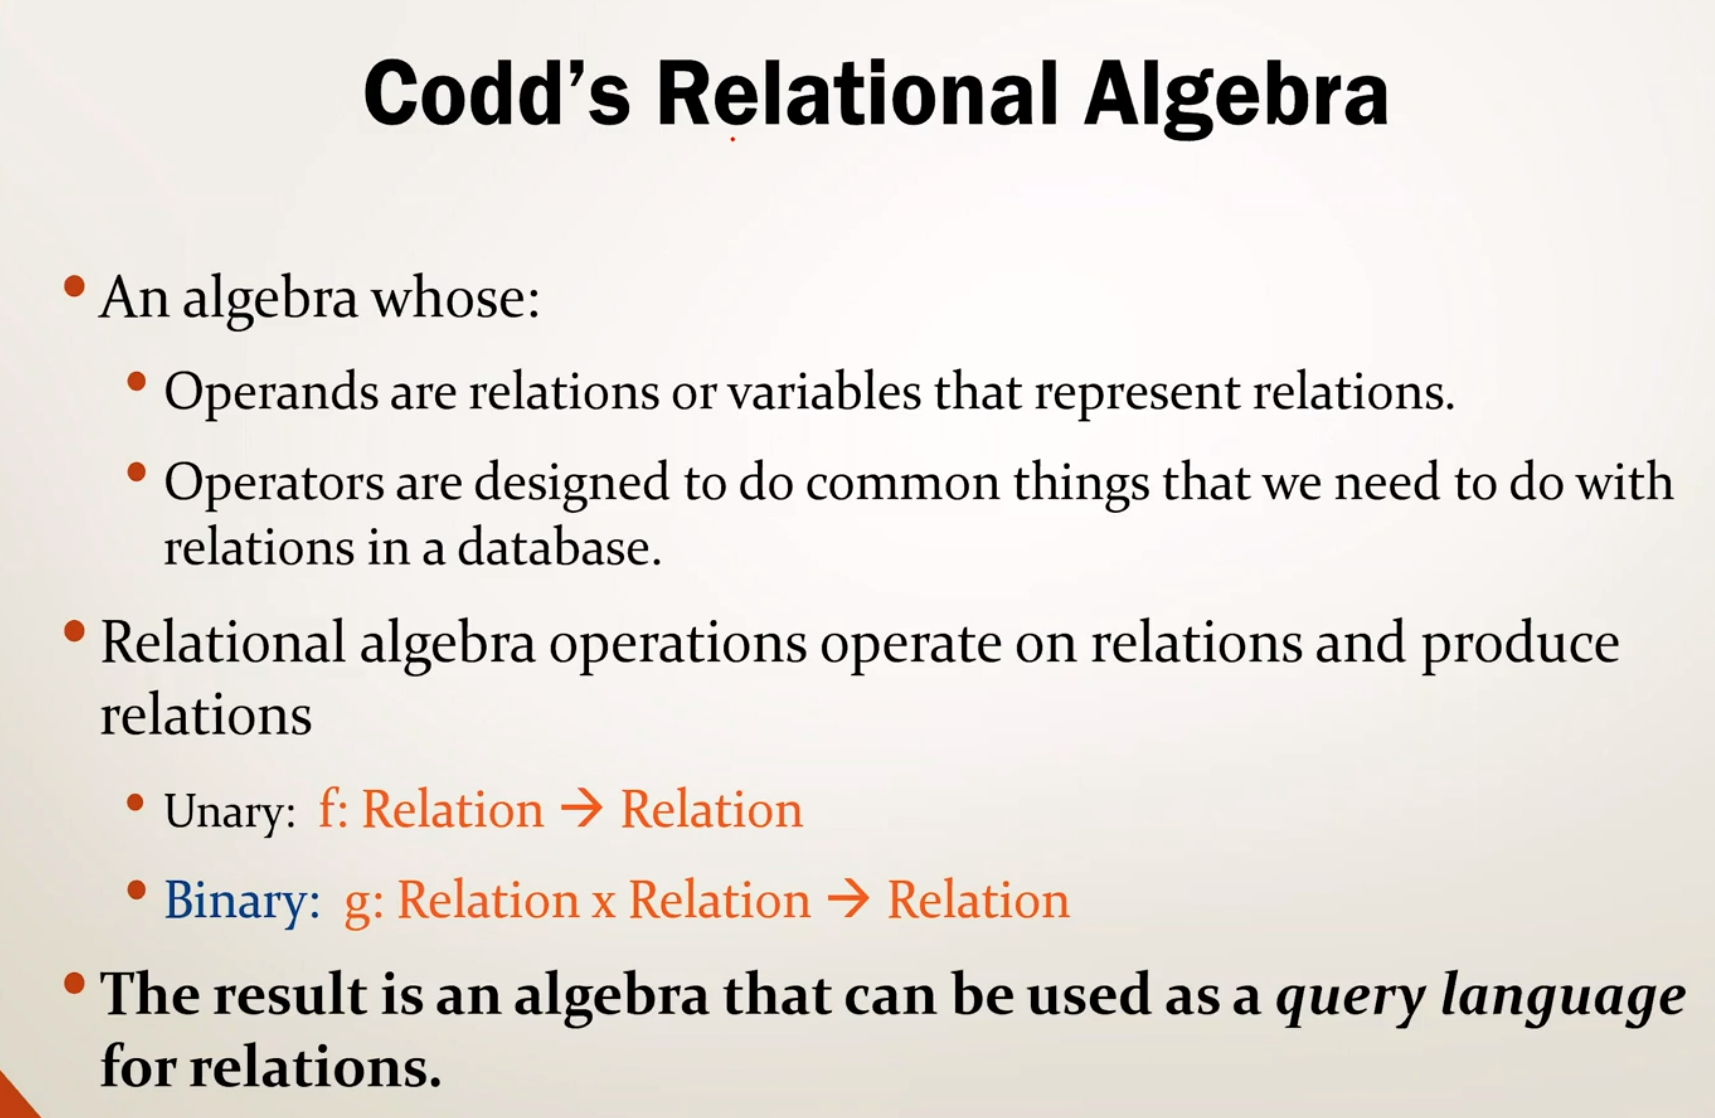 Codd’s Relational Algebra
• An algebra whose:
• Operands are relations or variables that represent relations.
• Operators are designed to do common things that we need to do with
relations in a database.
• Relational algebra operations operate on relations and produce
relations
• Unary: f: Relation → Relation
• Binary: g: Relation x Relation → Relation
• The result is an algebra that can be used as a query language
for relations.